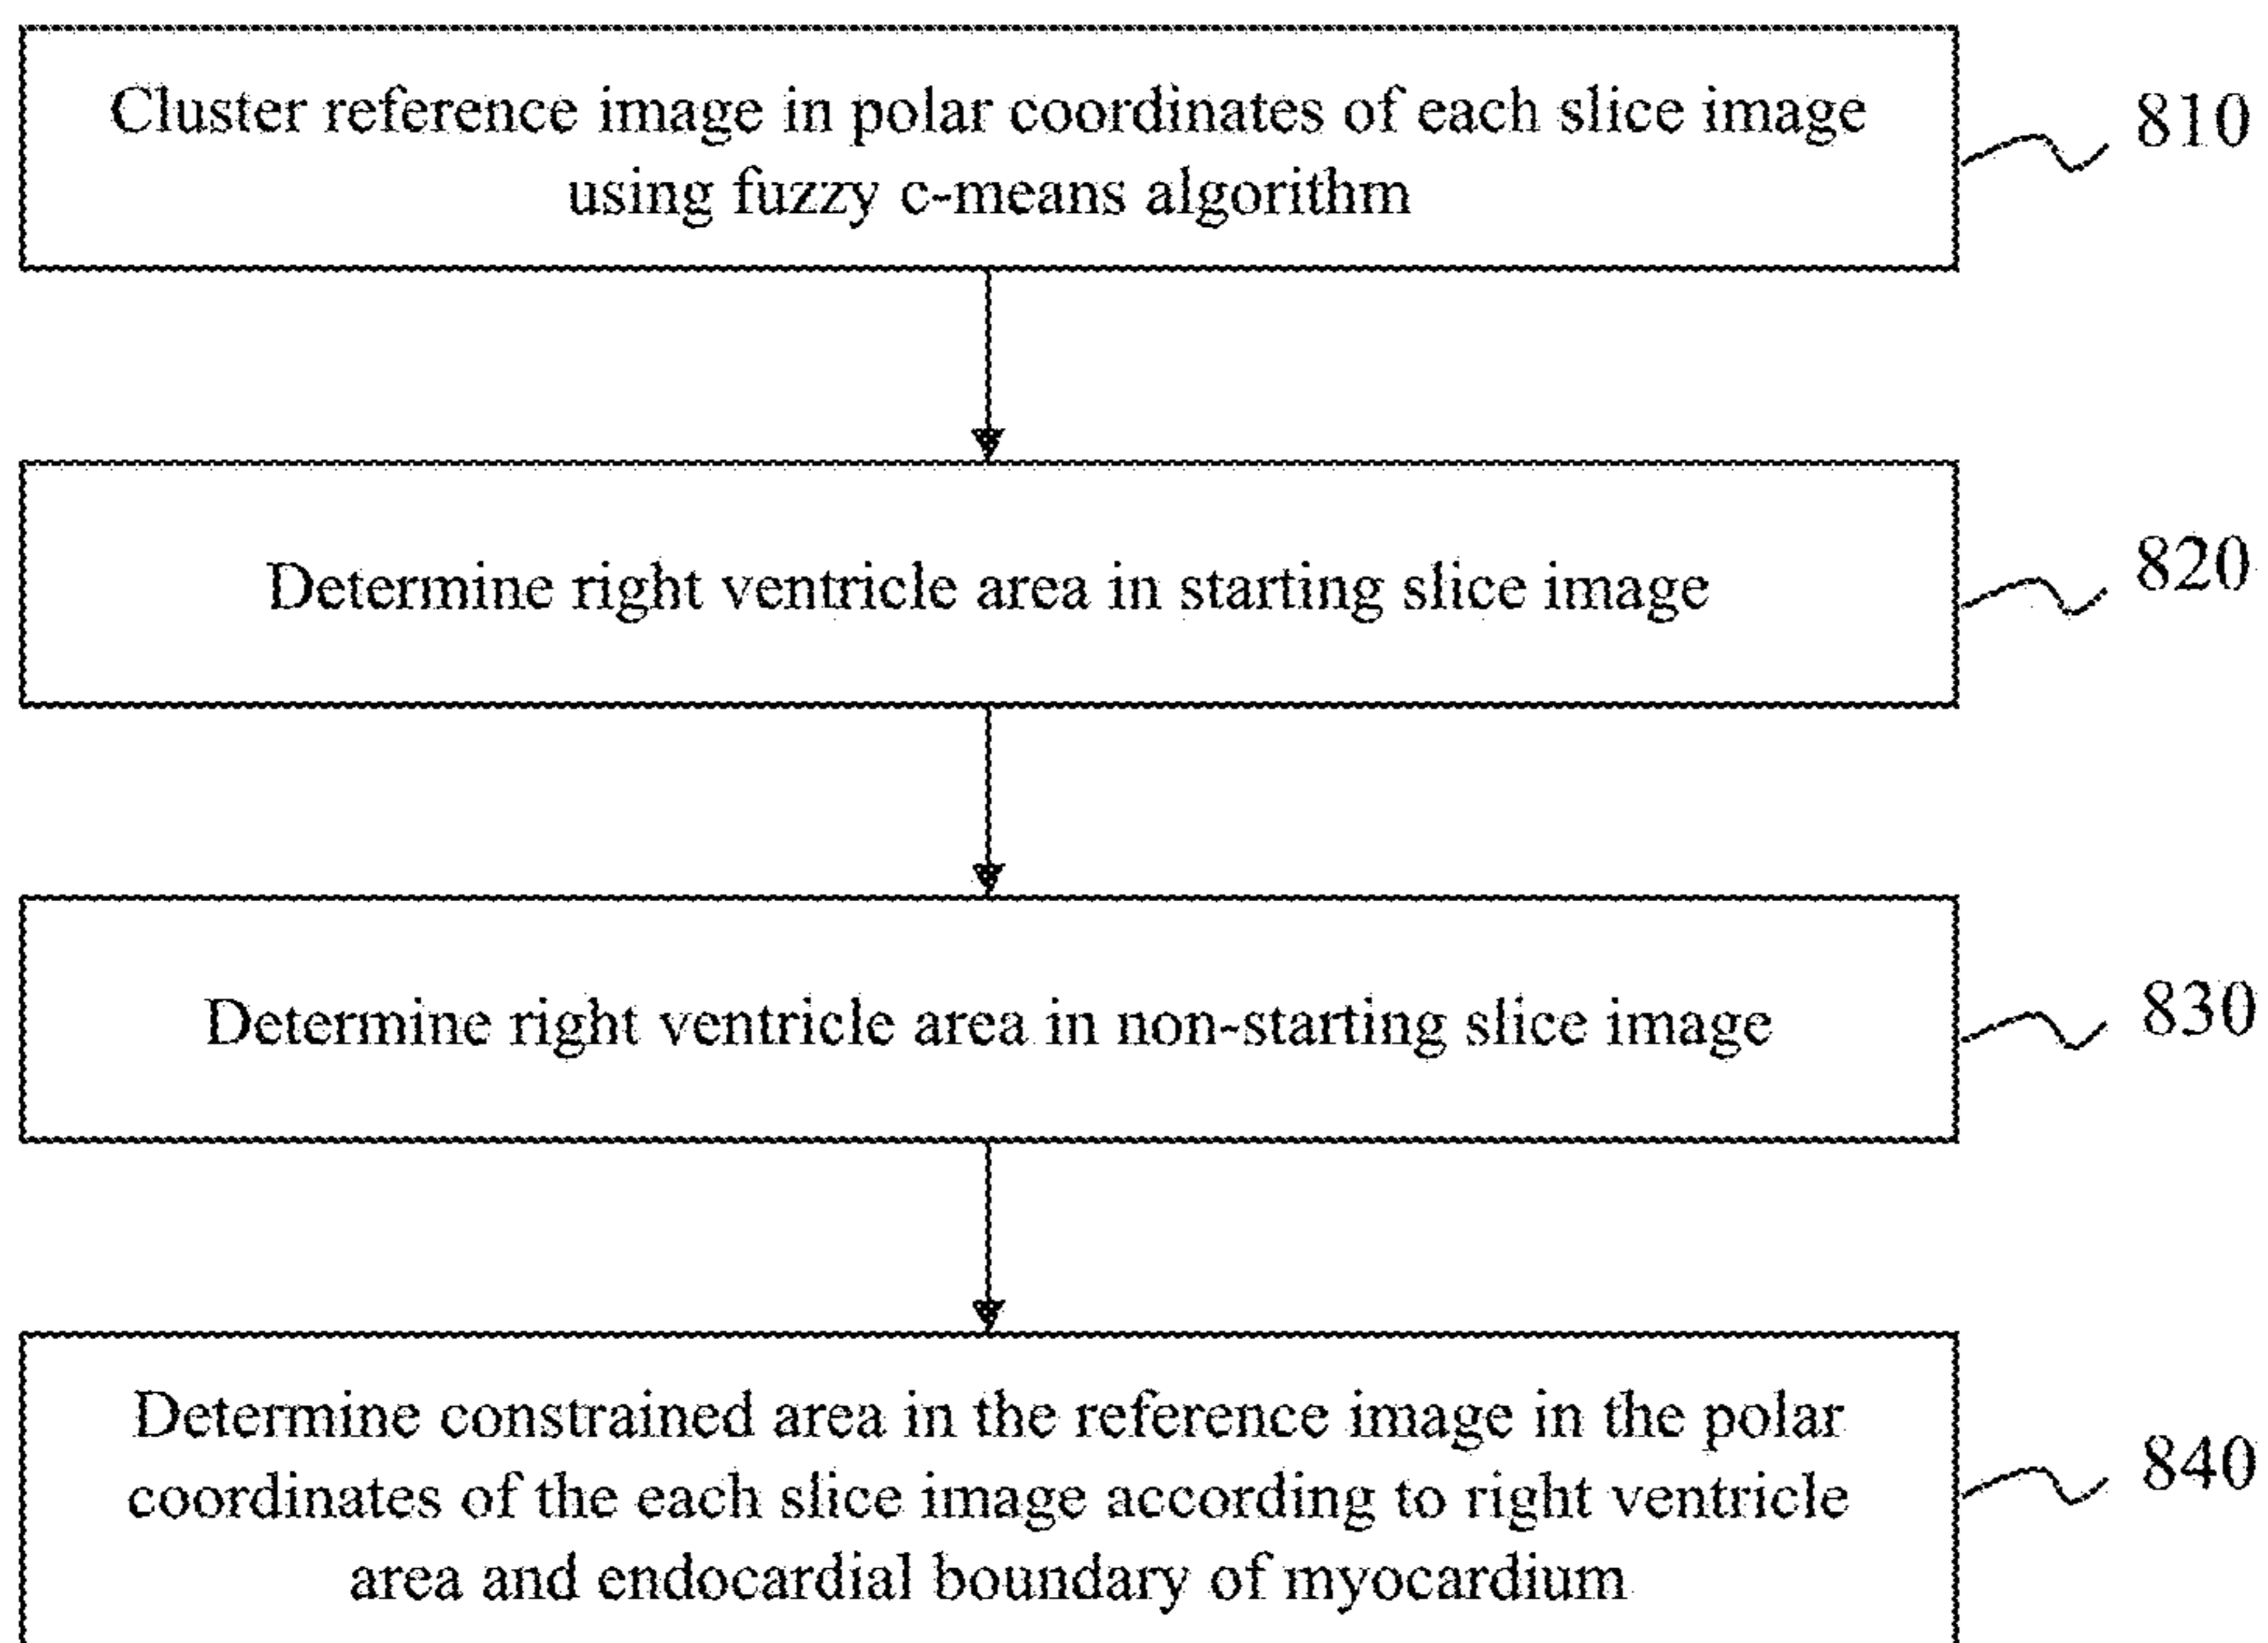 Cluster reference image in polar coordinates of each slice image
using fuzzy c-means algorithm
810
Determine right ventricle area in starting slice image
820
Determine right ventricle area in non-starting slice image
830
Determine constrained area in the reference image in the polar
coordinates of the each slice image according to right ventricle
area and endocardial boundary of myocardium
840